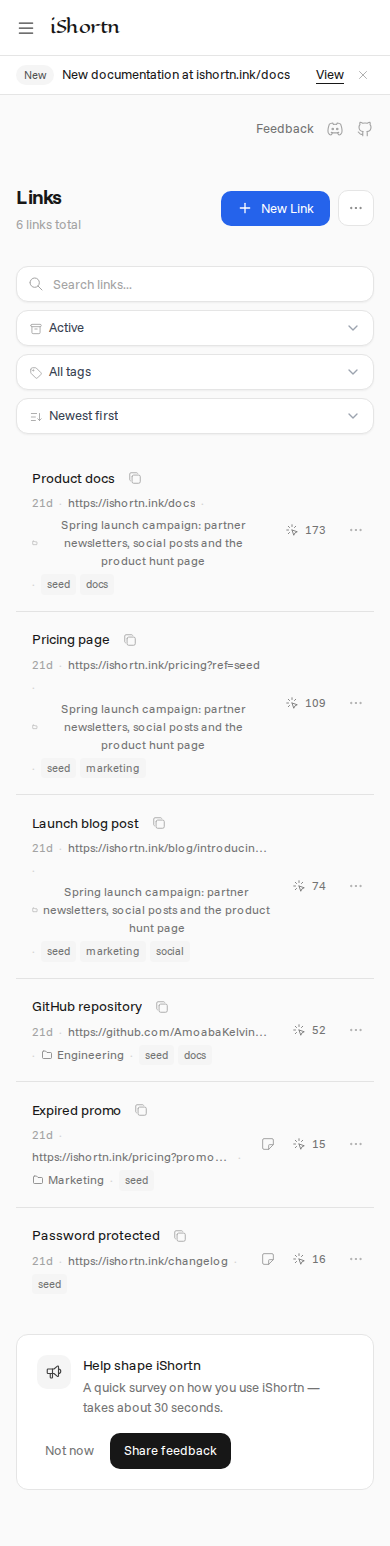 iShortn
New New documentation at ishortn.ink/docs View
Feedback
Links
6 links total
New Link
Search links...
Active
All tags
Newest first
Product docs
21d · https://ishortn.ink/docs ·
Spring launch campaign: partner
newsletters, social posts and the
product hunt page
173
· seed docs
Pricing page
21d · https://ishortn.ink/pricing?ref=seed
·
Spring launch campaign: partner
newsletters, social posts and the
product hunt page
109
· seed marketing
Launch blog post
21d · https://ishortn.ink/blog/introducin...
·
Spring launch campaign: partner
newsletters, social posts and the product
hunt page
74
· seed marketing social
GitHub repository
21d · https://github.com/AmoabaKelvin...
52
· Engineering · seed docs
Expired promo
21d ·
https://ishortn.ink/pricing?promo... ·
15
Marketing · seed
Password protected
21d · https://ishortn.ink/changelog ·
16
seed
Help shape iShortn
A quick survey on how you use iShortn —
takes about 30 seconds.
Not now Share feedback